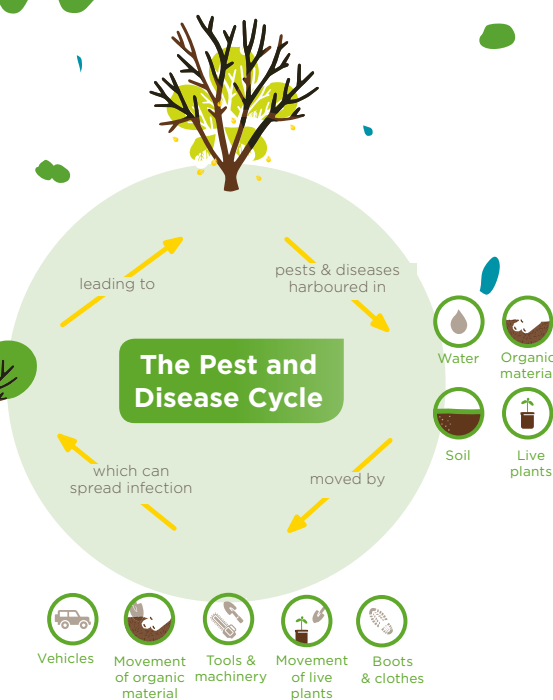 leading to
pests & diseases
harboured in
The Pest and
Disease Cycle
Water
Organic
material
Soil
Live
plants
which can
spread infection
moved by
Vehicles
Movement
of organic
material
Tools &
machinery
Movement
of live
plants
Boots
& clothes